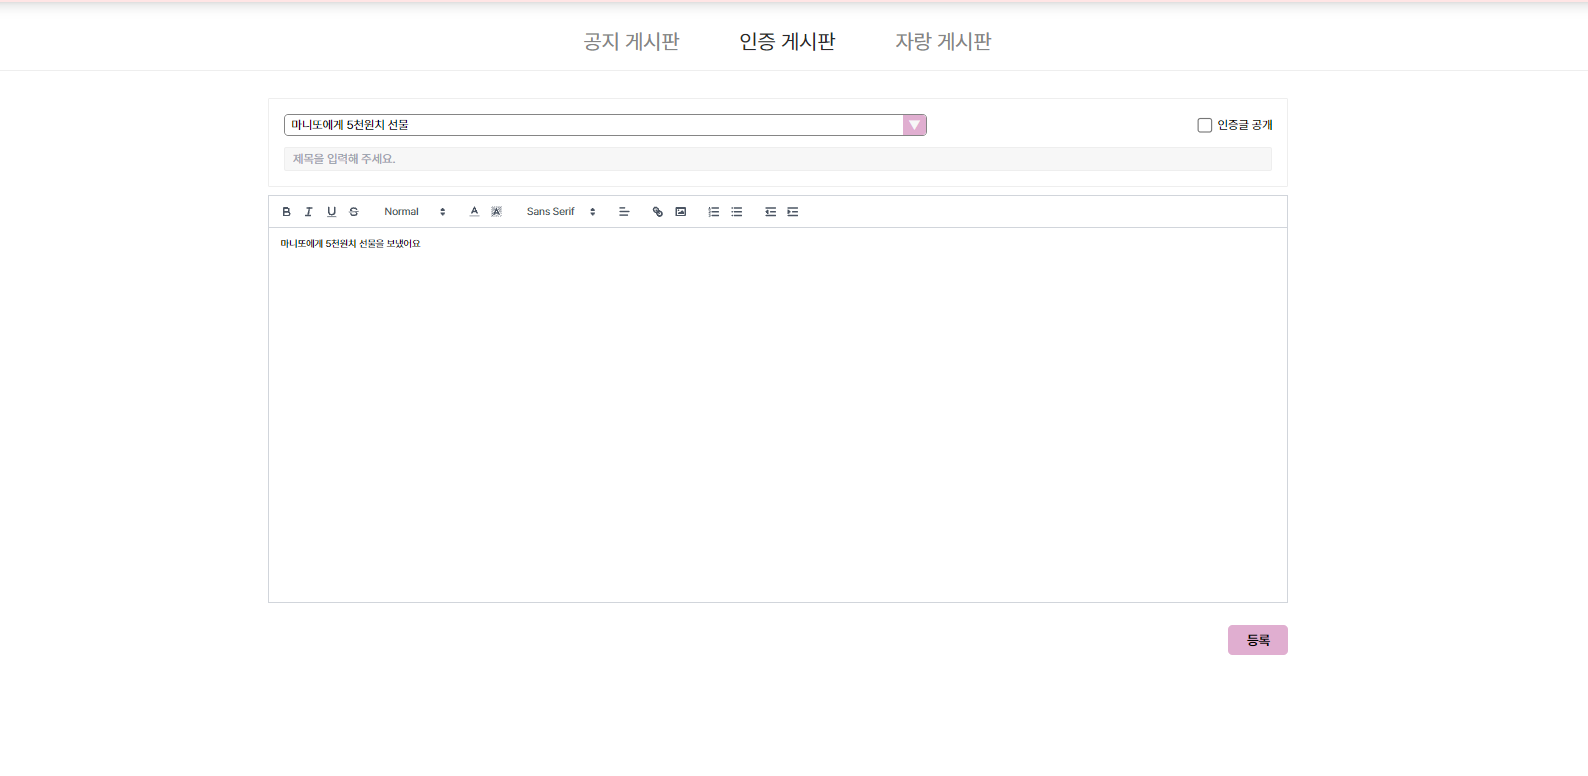 공지 게시판 인증 게시판 자랑 게시판
마니또에게 5천원치 선물 인증글 공개
제목을 입력해 주세요.
B I U S Normal A A Sans Serif
마니또에게 5천원치 선물을 보냈어요
등록